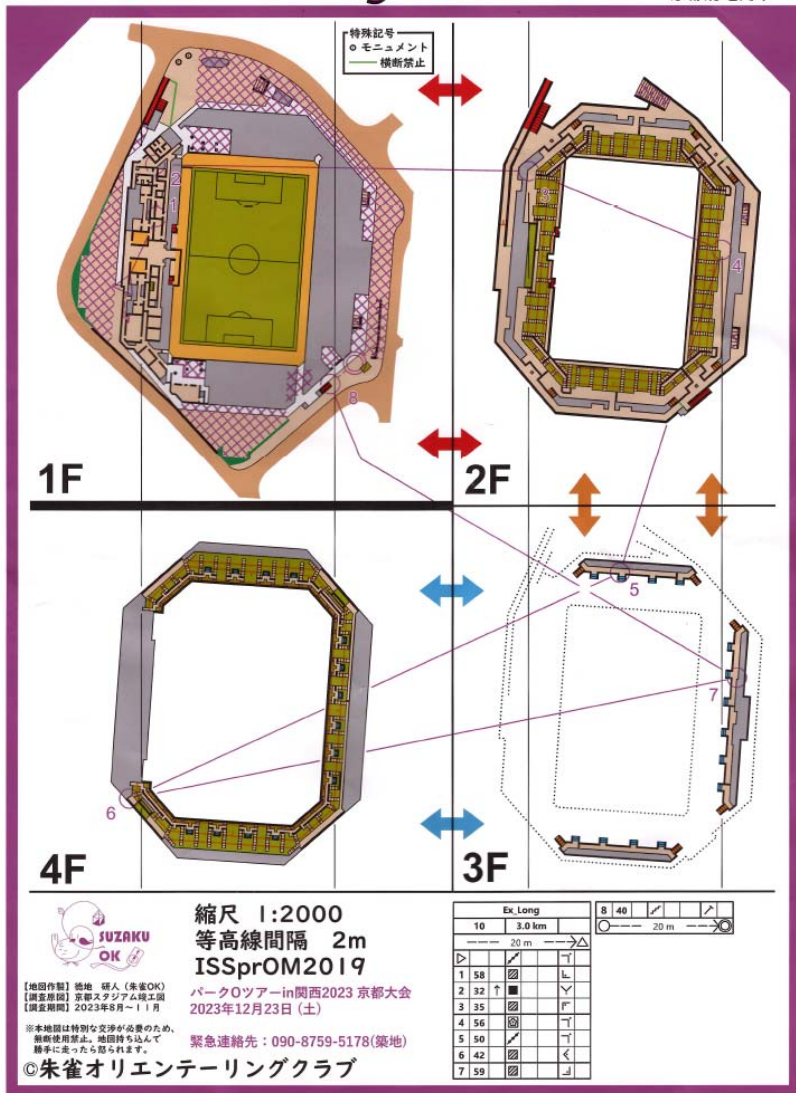 特殊記号
モニュメント
横断禁止
1F
2F
2
1
3
4
8
5
7
6
4F
3F
SUZAKU
OK
縮尺 1:2000
等高線間隔 2m
ISSprOM2019
【地図作製】徳地 研人(朱雀OK)
【調査原図】京都スタジアム竣工図
【調査期間】2023年8月~11月
パークOツアーin関西2023 京都大会
2023年12月23日 (土)
※本地図は特別な交渉が必要のため、
無断使用禁止。地図持ち込んで
勝手に走ったら怒られます。
緊急連絡先:090-8759-5178(築地)
©朱雀オリエンテーリングクラブ
Ex_Long
10 3.0 km
20 m
1 58
2 32
3 35
4 56
5 50
6 42
7 59
8 40
20 m